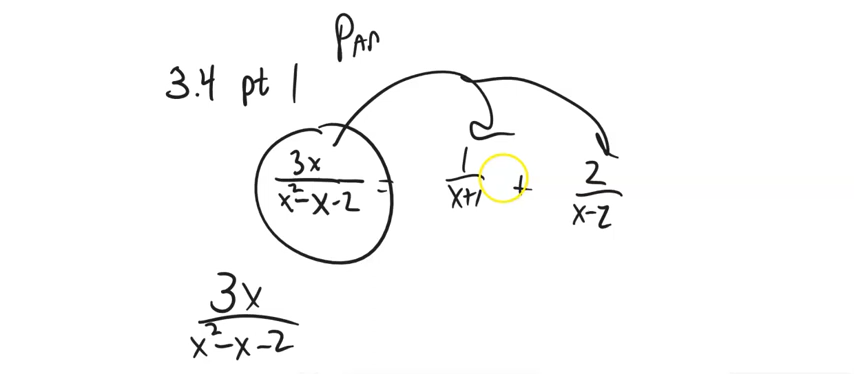 Par
3.4 pt 1
3x/(x²-x-2) = 1/(x+1) + 2/(x-2)
3x/(x²-x-2)